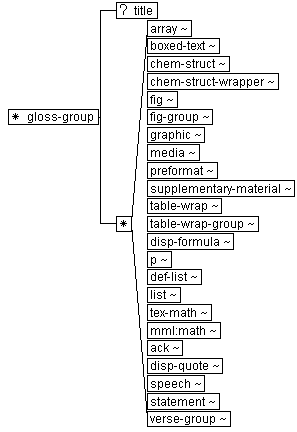 ? title
array ~
boxed-text ~
chem-struct ~
chem-struct-wrapper ~
fig ~
* gloss-group
fig-group ~
graphic ~
media ~
preformat ~
supplementary-material ~
table-wrap ~
* table-wrap-group ~
disp-formula ~
p ~
def-list ~
list ~
tex-math ~
mml:math ~
ack ~
disp-quote ~
speech ~
statement ~
verse-group ~